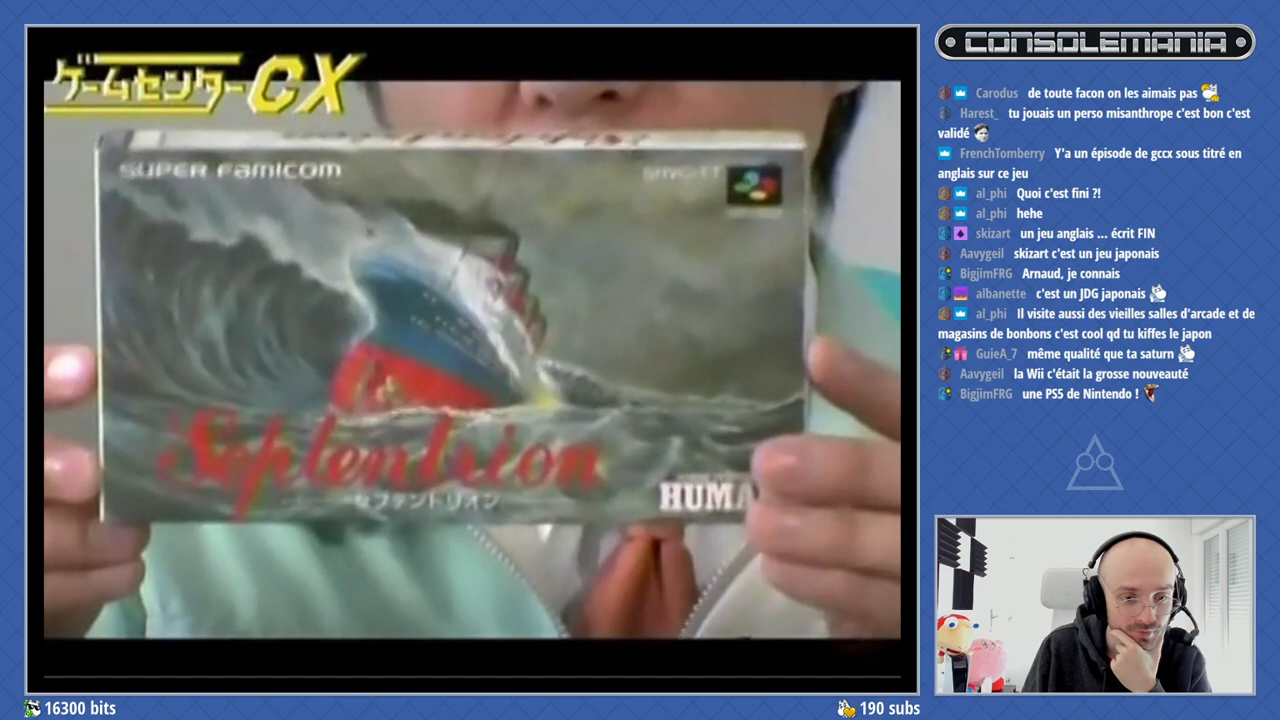 ゲームセンターCX
SUPER FAMICOM
SHVC-TT
Septentrion
セプテントリオン
HUMA
CONSOLEMANIA
Carodus de toute facon on les aimais pas
Harest_ tu jouais un perso misanthrope c'est bon c'est
validé
FrenchTomberry Y'a un épisode de gccx sous titré en
anglais sur ce jeu
al_phi Quoi c'est fini ?!
al_phi hehe
skizart un jeu anglais ... écrit FIN
Aavygeil skizart c'est un jeu japonais
BigjimFRG Arnaud, je connais
albanette c'est un JDG japonais
al_phi Il visite aussi des vieilles salles d'arcade et de
magasins de bonbons c'est cool qd tu kiffes le japon
GuieA_7 même qualité que ta saturn
Aavygeil la Wii c'était la grosse nouveauté
BigjimFRG une PS5 de Nintendo !
16300 bits
190 subs